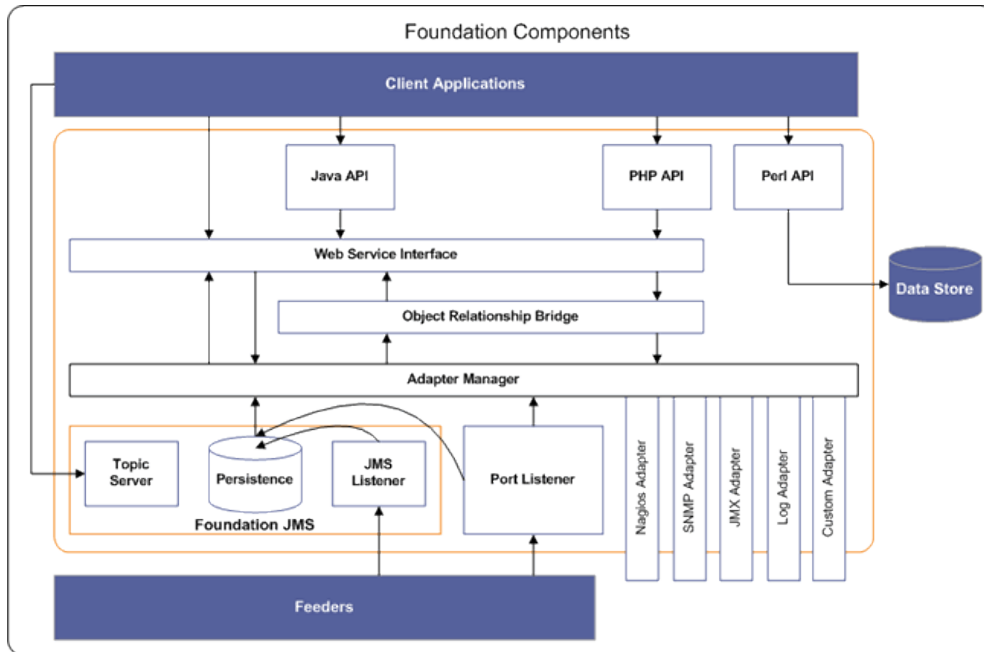 Foundation Components
Client Applications
Java API
PHP API
Perl API
Web Service Interface
Data Store
Object Relationship Bridge
Adapter Manager
Topic
Server
Persistence
JMS
Listener
Foundation JMS
Port Listener
Nagios Adapter
SNMP Adapter
JMX Adapter
Log Adapter
Custom Adapter
Feeders